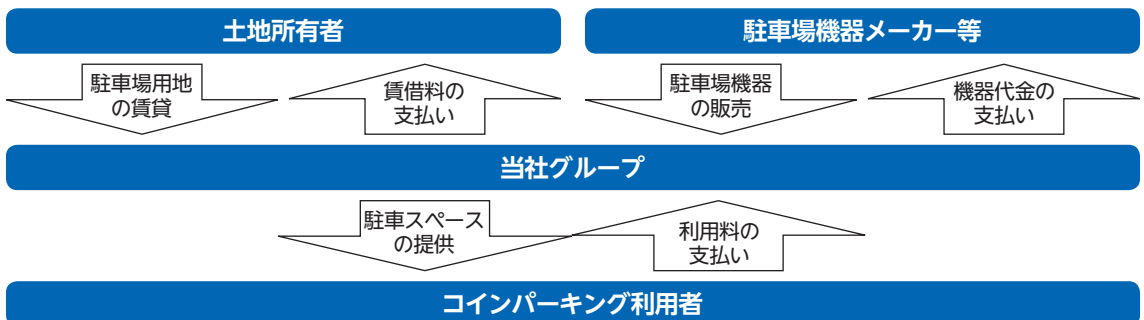 土地所有者
駐車場機器メーカー等
駐車場用地
の賃貸
賃借料の
支払い
駐車場機器
の販売
機器代金の
支払い
当社グループ
駐車スペース
の提供
利用料の
支払い
コインパーキング利用者